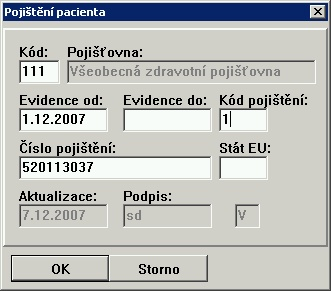 Pojištění pacienta
Kód: Pojišťovna:
111 Všeobecná zdravotní pojišťovna
Evidence od: Evidence do: Kód pojištění:
1.12.2007 1
Číslo pojištění: Stát EU:
520113037
Aktualizace: Podpis:
7.12.2007 sd V
OK Storno